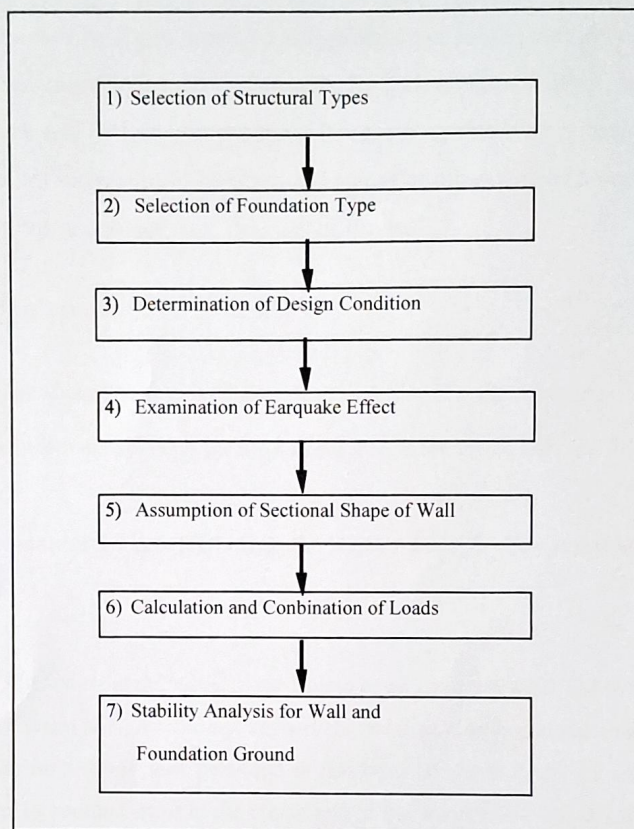 1) Selection of Structural Types
2) Selection of Foundation Type
3) Determination of Design Condition
4) Examination of Earquake Effect
5) Assumption of Sectional Shape of Wall
6) Calculation and Conbination of Loads
7) Stability Analysis for Wall and
Foundation Ground